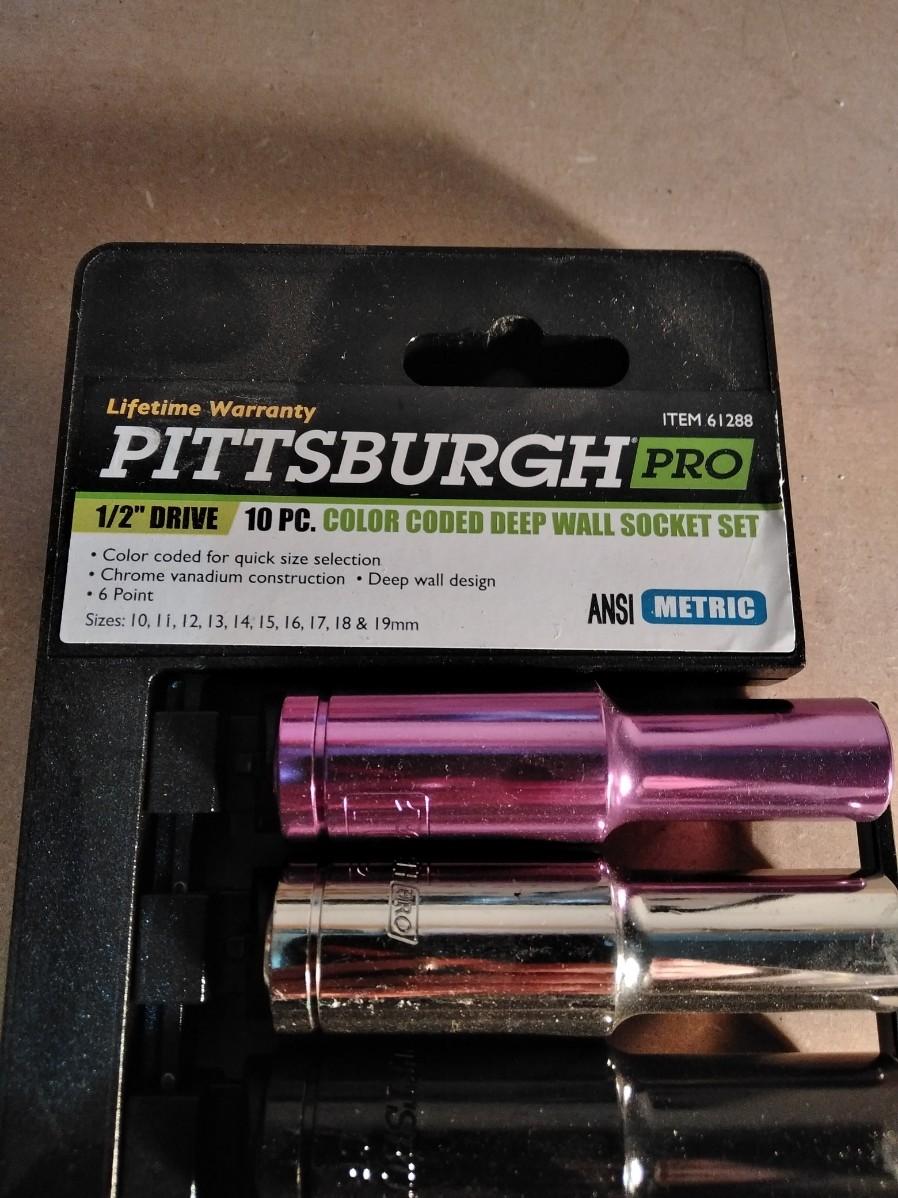 Lifetime Warranty
ITEM 61288
PITTSBURGH® PRO
1/2" DRIVE 10 PC. COLOR CODED DEEP WALL SOCKET SET
• Color coded for quick size selection
• Chrome vanadium construction • Deep wall design
• 6 Point
ANSI METRIC
Sizes: 10, 11, 12, 13, 14, 15, 16, 17, 18 & 19mm
PRO